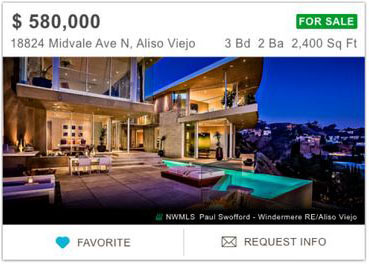 $ 580,000 FOR SALE
18824 Midvale Ave N, Aliso Viejo 3 Bd 2 Ba 2,400 Sq Ft
NWMLS Paul Swofford - Windermere RE/Aliso Viejo
FAVORITE REQUEST INFO